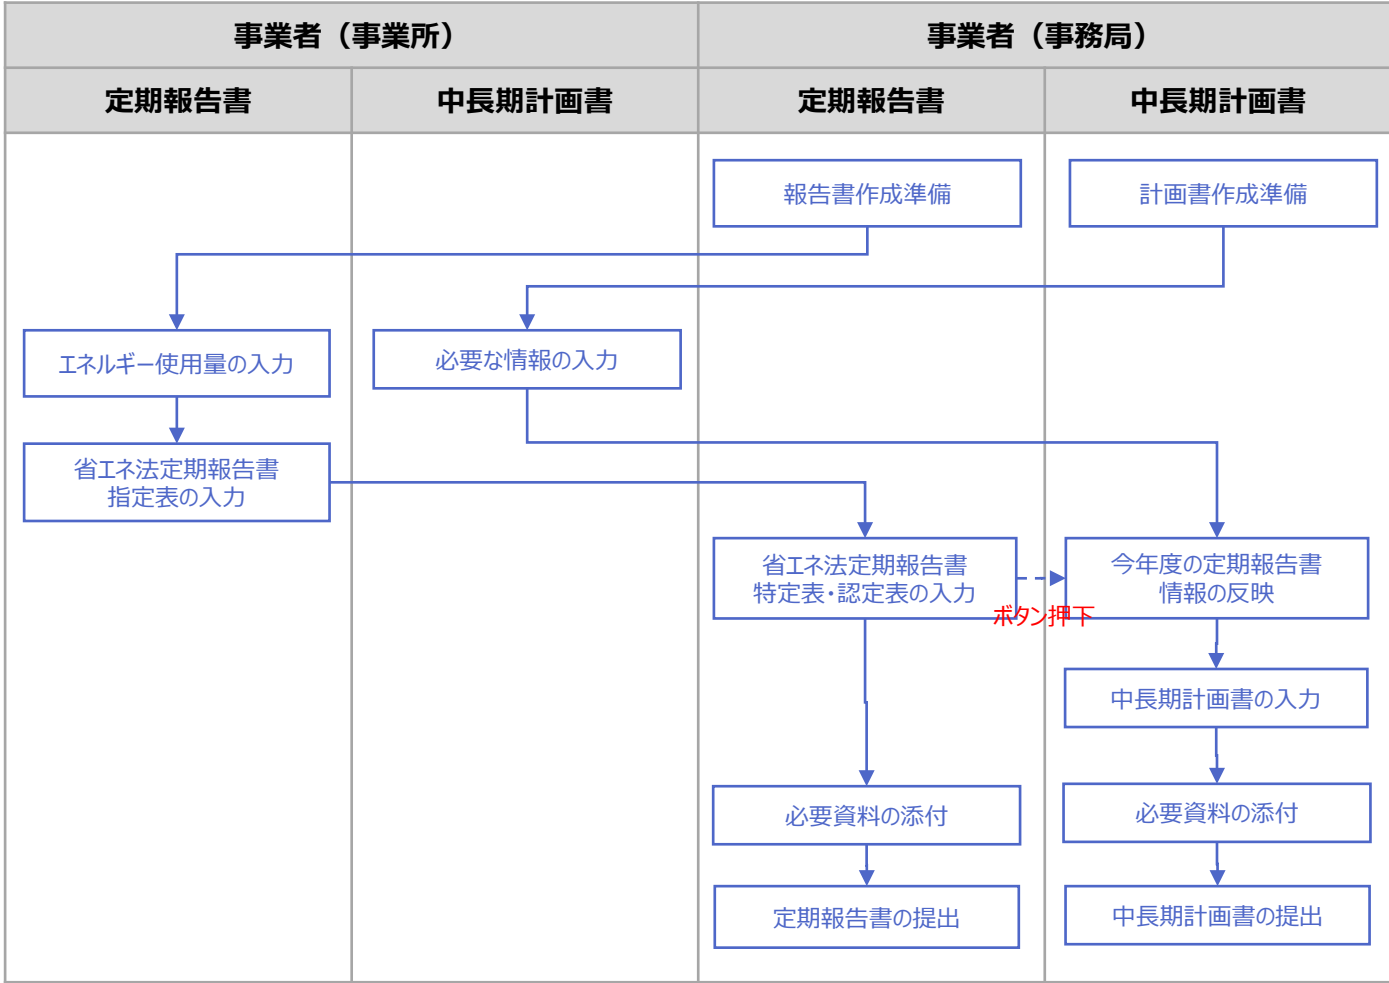 事業者（事業所）
事業者（事務局）
定期報告書
中長期計画書
定期報告書
中長期計画書
報告書作成準備
計画書作成準備
エネルギー使用量の入力
必要な情報の入力
省エネ法定期報告書
指定表の入力
省エネ法定期報告書
特定表・認定表の入力
今年度の定期報告書
情報の反映
ボタン押下
中長期計画書の入力
必要資料の添付
必要資料の添付
定期報告書の提出
中長期計画書の提出